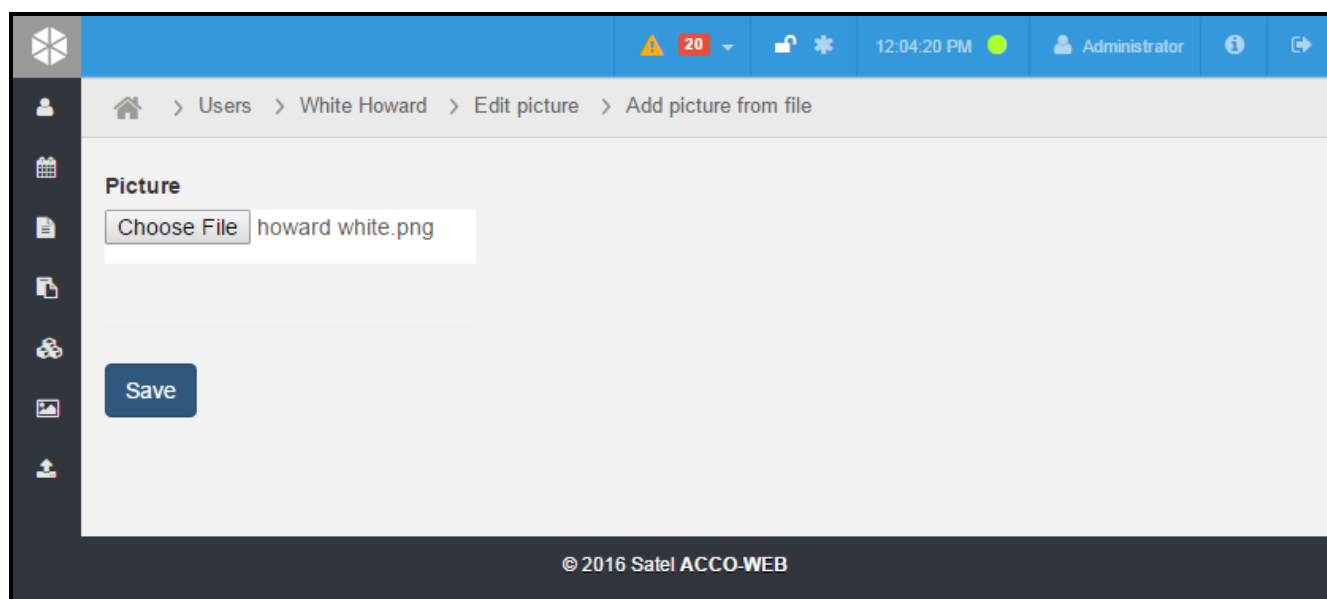 20 12:04:20 PM Administrator
> Users > White Howard > Edit picture > Add picture from file
Picture
Choose File howard white.png
Save
© 2016 Satel ACCO-WEB